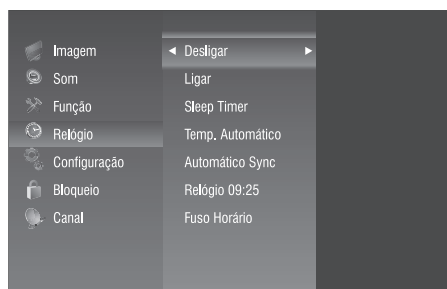 Imagem
Som
Função
Relógio
Configuração
Bloqueio
Canal
◄ Desligar ►
Ligar
Sleep Timer
Temp. Automático
Automático Sync
Relógio 09:25
Fuso Horário